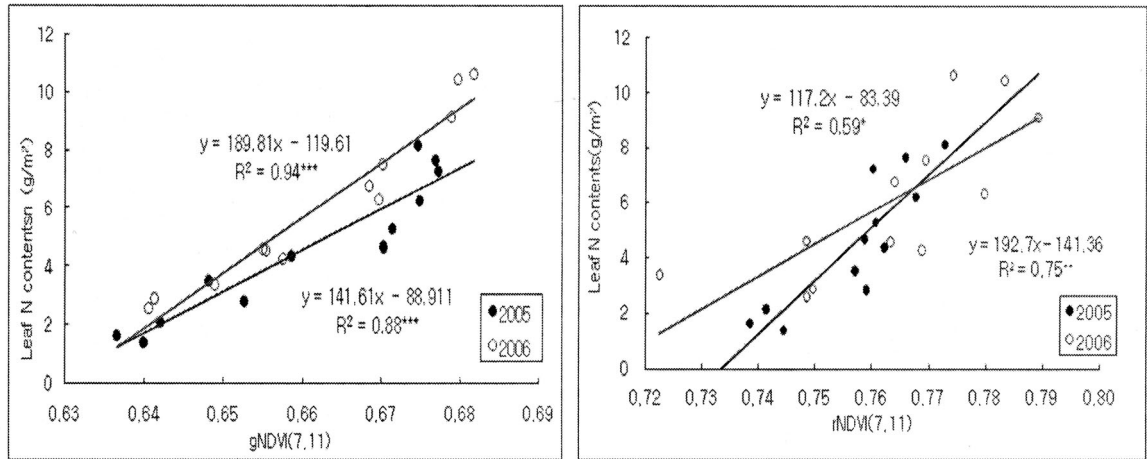 12
10
8
6
4
2
0
Leaf N contentsn (g/m²)
y = 189.81x - 119.61
R² = 0.94***
y = 141.61x - 88.911
R² = 0.88***
2005
2006
0,63 0,64 0,65 0,66 0,67 0,68 0,69
gNDVI(7,11)
12
10
8
6
4
2
0
Leaf N contents(g/m²)
y = 117.2x - 83.39
R² = 0.59*
y = 192.7x-141.36
R² = 0,75**
2005
2006
0,72 0,73 0,74 0,75 0,76 0,77 0,78 0,79 0,80
rNDVI(7,11)